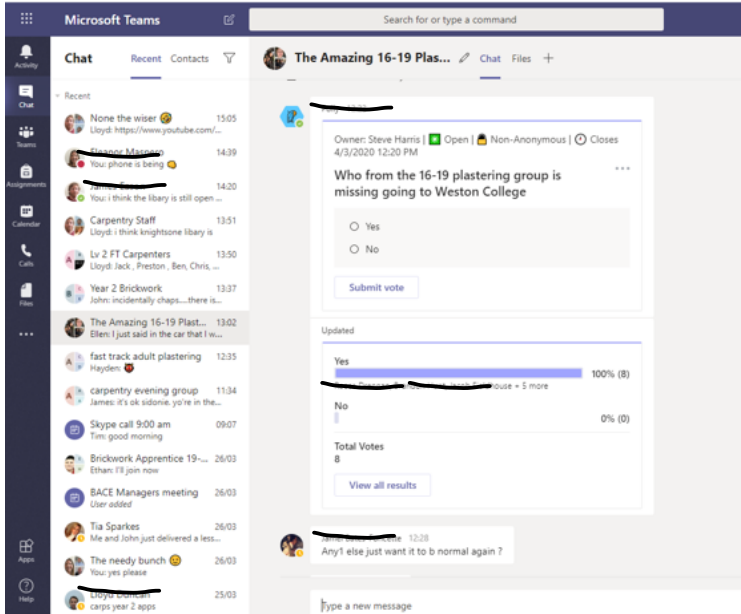 Microsoft Teams
Search for or type a command
Activity
Chat
Teams
Assignments
Calendar
Calls
Files
Apps
Help
Chat
Recent
Contacts
Recent
None the wiser 🤣 15:05
Lloyd: https://www.youtube.com/...
14:39
You: phone is being
14:20
You: i think the libary is still open ...
Carpentry Staff 13:51
Lloyd: i think knightsone libary is
Lv 2 FT Carpenters 13:50
Lloyd: Jack , Preston , Ben, Chris, ...
Year 2 Brickwork 13:37
John: incidentally chaps....there is...
The Amazing 16-19 Plast... 13:02
Ellen: I just said in the car that I w...
fast track adult plastering 12:35
Hayden:
carpentry evening group 11:34
James: it's ok sidonie, yo're in the...
Skype call 9:00 am 09:07
Tim: good morning
Brickwork Apprentice 19-... 26/03
Ethan: I'll join now
BACE Managers meeting 26/03
User added
Tia Sparkes 26/03
Me and John just delivered a less...
The needy bunch 26/03
You: yes please
25/03
carps year 2 apps
The Amazing 16-19 Plas...
Chat
Files
Owner: Steve Harris | Open | Non-Anonymous | Closes
4/3/2020 12:20 PM
Who from the 16-19 plastering group is
missing going to Weston College
Yes
No
Submit vote
Updated
Yes
100% (8)
+ 5 more
No
0% (0)
Total Votes
8
View all results
12:28
Any1 else just want it to b normal again ?
Type a new message